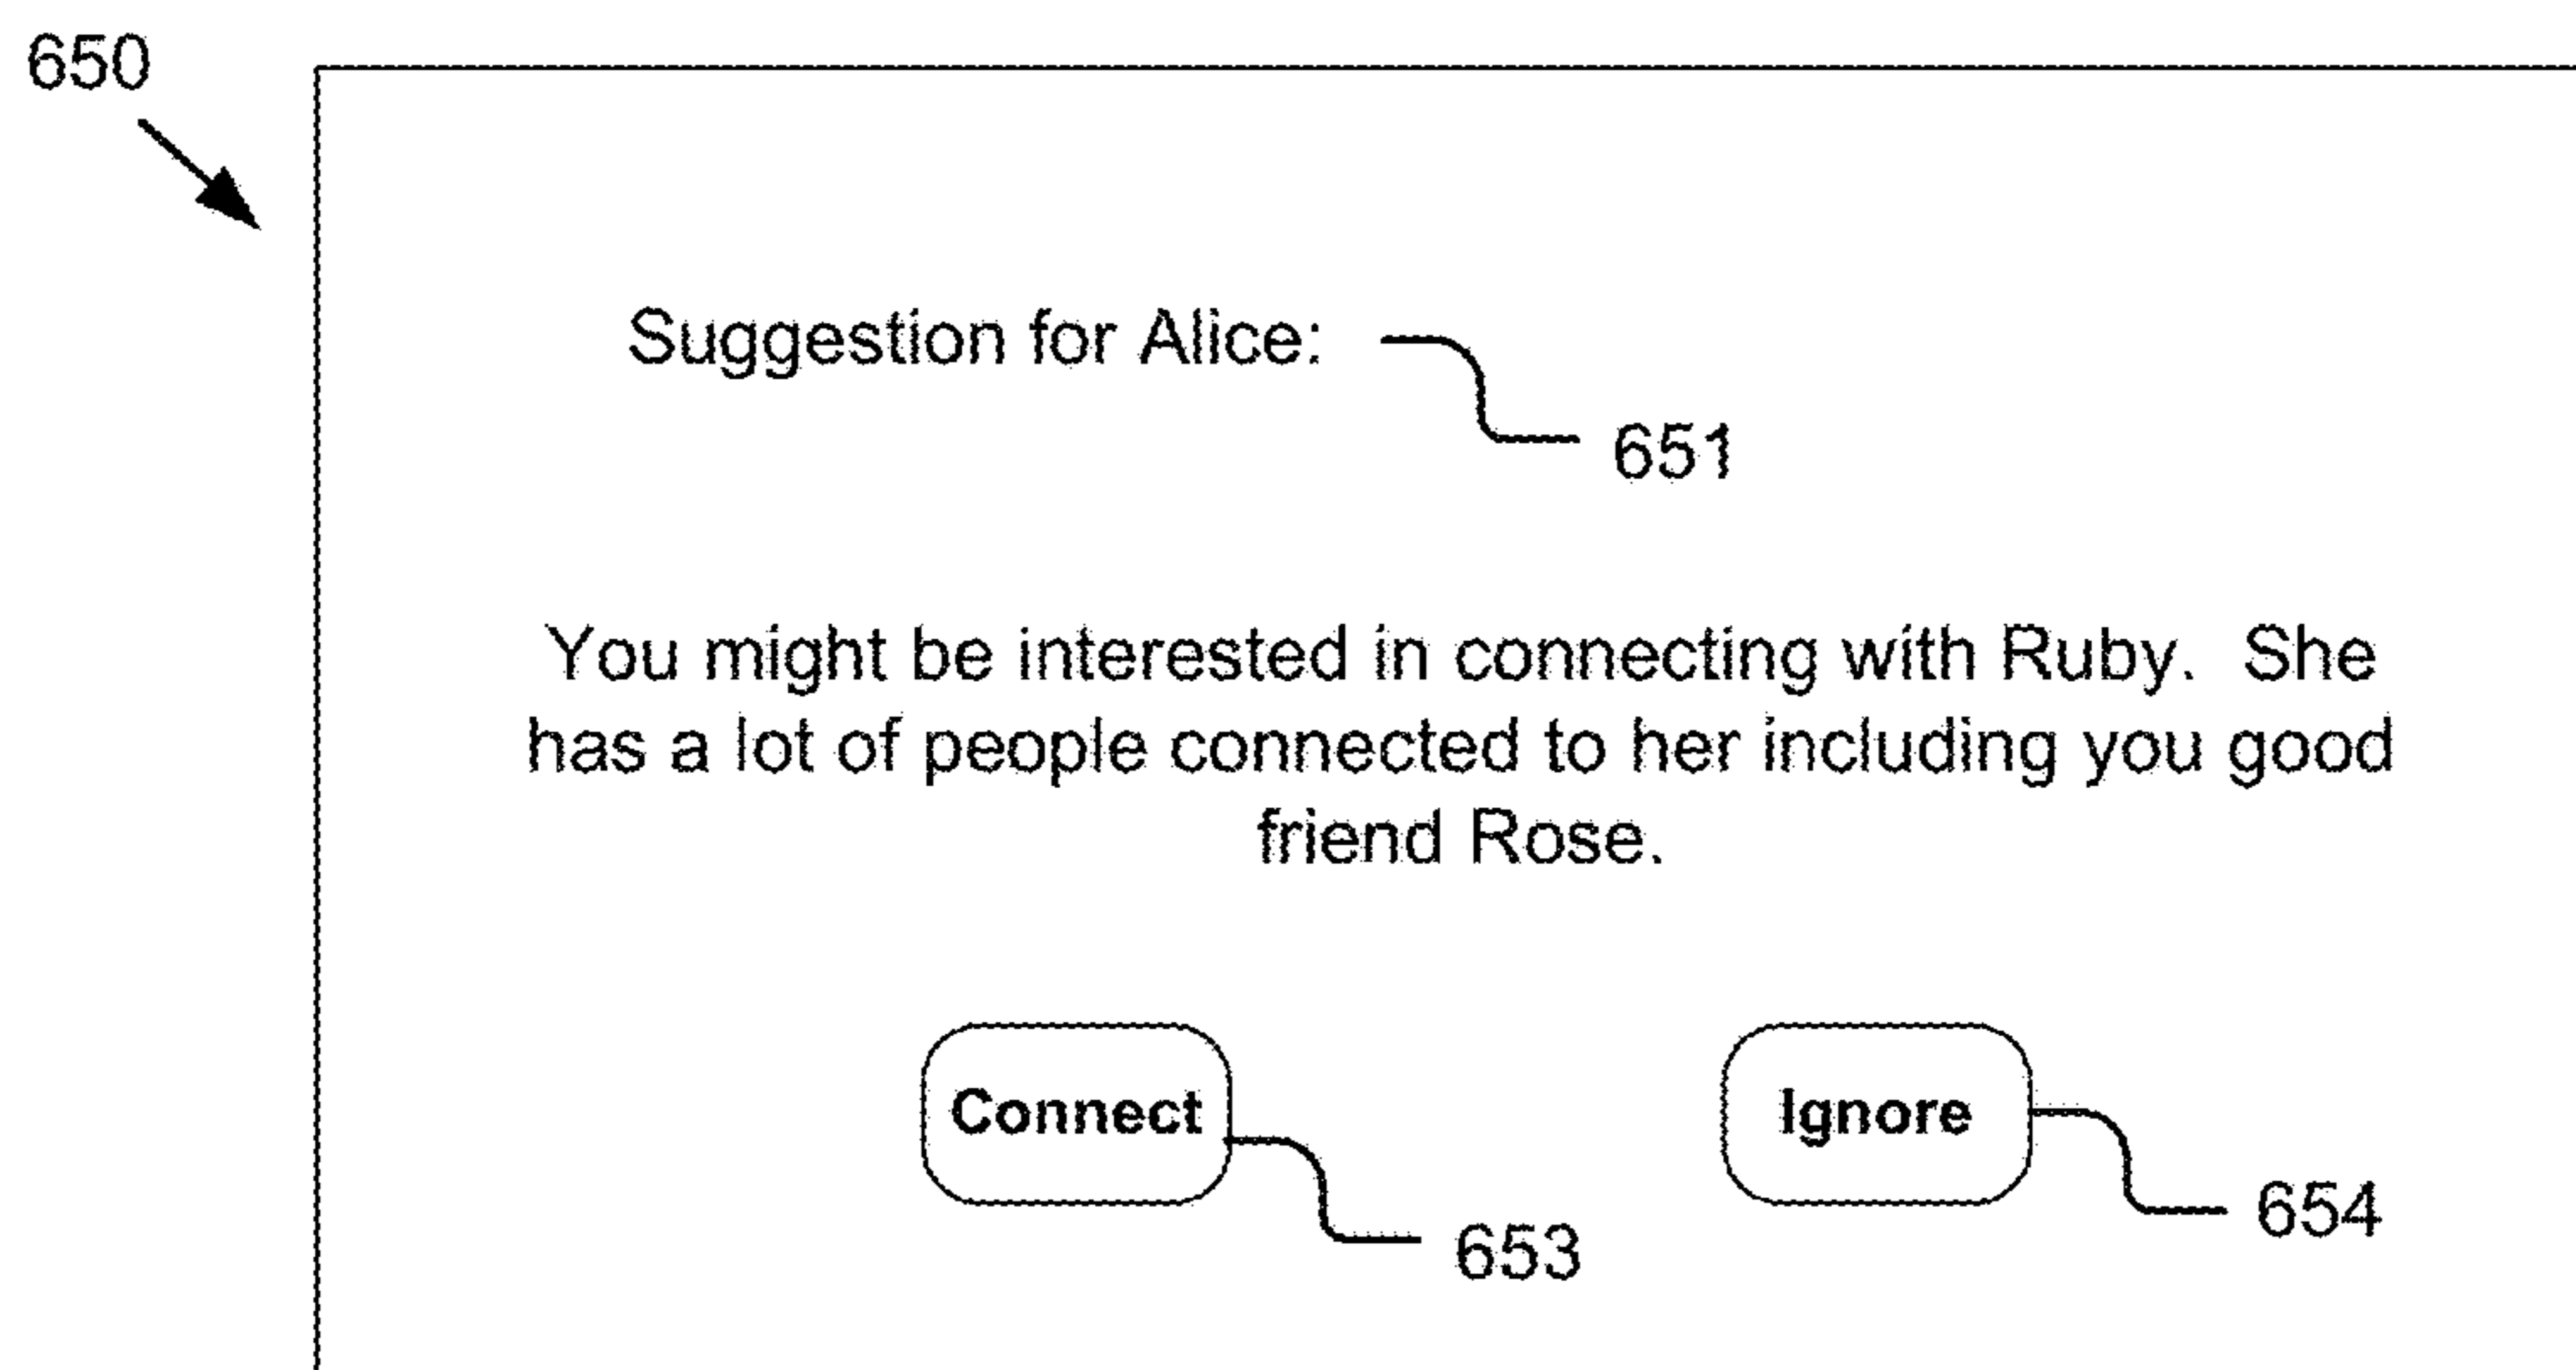 650
Suggestion for Alice:
651
You might be interested in connecting with Ruby.  She
has a lot of people connected to her including you good
friend Rose.
Connect
Ignore
653
654